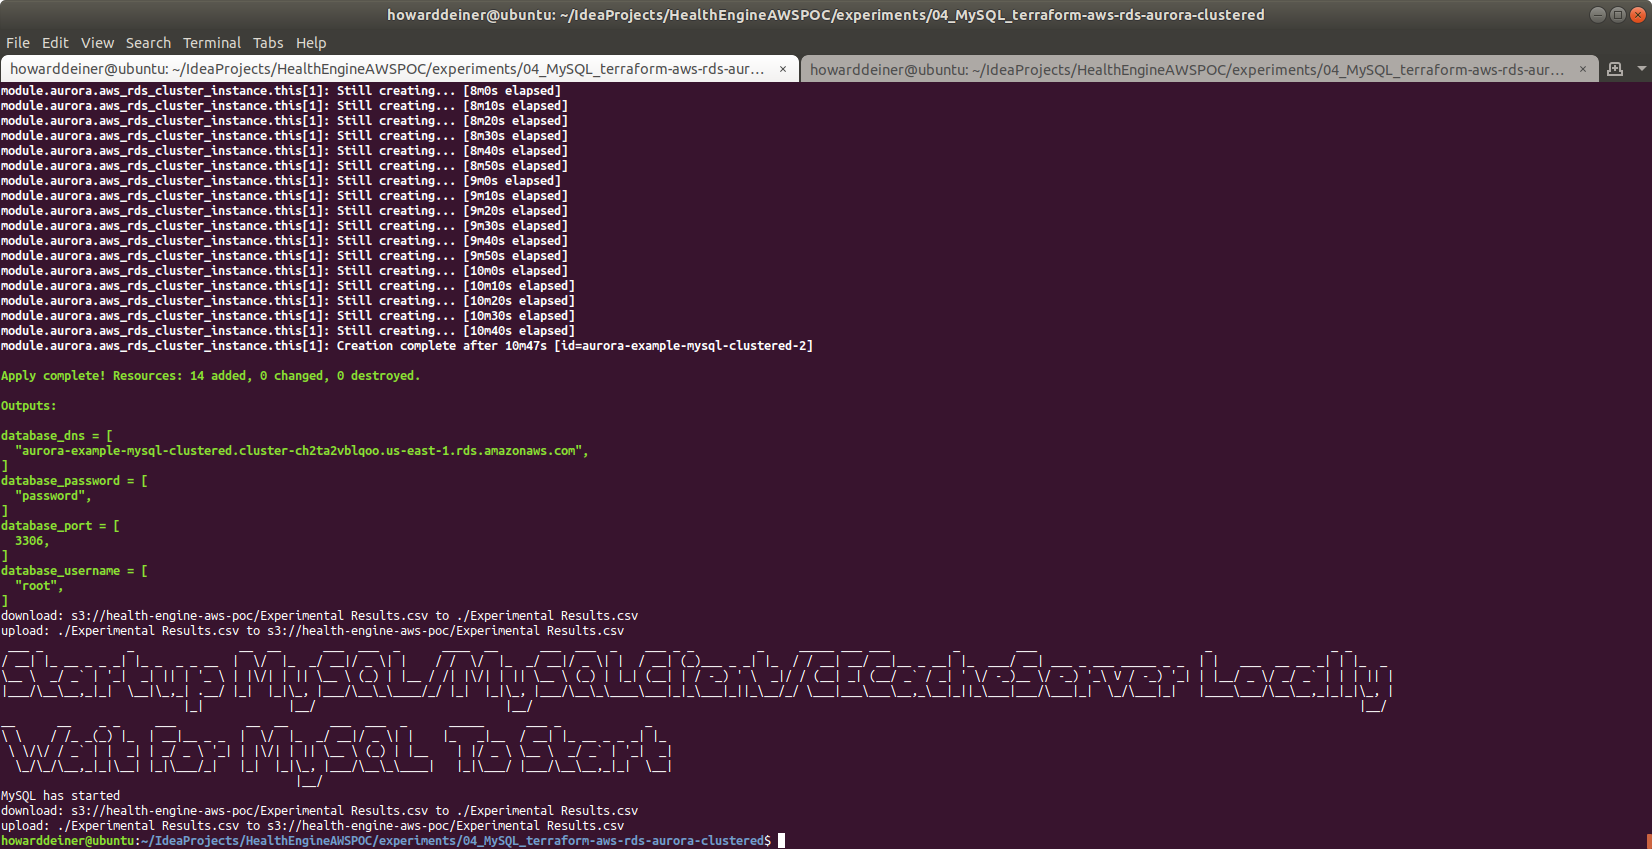 howarddeiner@ubuntu: ~/IdeaProjects/HealthEngineAWSPOC/experiments/04_MySQL_terraform-aws-rds-aurora-clustered
File Edit View Search Terminal Tabs Help
howarddeiner@ubuntu: ~/IdeaProjects/HealthEngineAWSPOC/experiments/04_MySQL_terraform-aws-rds-aur... × howarddeiner@ubuntu: ~/IdeaProjects/HealthEngineAWSPOC/experiments/04_MySQL_terraform-aws-rds-aur... ×
module.aurora.aws_rds_cluster_instance.this[1]: Still creating... [8m0s elapsed]
module.aurora.aws_rds_cluster_instance.this[1]: Still creating... [8m10s elapsed]
module.aurora.aws_rds_cluster_instance.this[1]: Still creating... [8m20s elapsed]
module.aurora.aws_rds_cluster_instance.this[1]: Still creating... [8m30s elapsed]
module.aurora.aws_rds_cluster_instance.this[1]: Still creating... [8m40s elapsed]
module.aurora.aws_rds_cluster_instance.this[1]: Still creating... [8m50s elapsed]
module.aurora.aws_rds_cluster_instance.this[1]: Still creating... [9m0s elapsed]
module.aurora.aws_rds_cluster_instance.this[1]: Still creating... [9m10s elapsed]
module.aurora.aws_rds_cluster_instance.this[1]: Still creating... [9m20s elapsed]
module.aurora.aws_rds_cluster_instance.this[1]: Still creating... [9m30s elapsed]
module.aurora.aws_rds_cluster_instance.this[1]: Still creating... [9m40s elapsed]
module.aurora.aws_rds_cluster_instance.this[1]: Still creating... [9m50s elapsed]
module.aurora.aws_rds_cluster_instance.this[1]: Still creating... [10m0s elapsed]
module.aurora.aws_rds_cluster_instance.this[1]: Still creating... [10m10s elapsed]
module.aurora.aws_rds_cluster_instance.this[1]: Still creating... [10m20s elapsed]
module.aurora.aws_rds_cluster_instance.this[1]: Still creating... [10m30s elapsed]
module.aurora.aws_rds_cluster_instance.this[1]: Still creating... [10m40s elapsed]
module.aurora.aws_rds_cluster_instance.this[1]: Creation complete after 10m47s [id=aurora-example-mysql-clustered-2]
Apply complete! Resources: 14 added, 0 changed, 0 destroyed.
Outputs:
database_dns = [
"aurora-example-mysql-clustered.cluster-ch2ta2vblqoo.us-east-1.rds.amazonaws.com",
]
database_password = [
"password",
]
database_port = [
3306,
]
database_username = [
"root",
]
download: s3://health-engine-aws-poc/Experimental Results.csv to ./Experimental Results.csv
upload: ./Experimental Results.csv to s3://health-engine-aws-poc/Experimental Results.csv
Startup MySQL/MySQL Client/CECacheServer Locally
Wait For MySQL To Start
MySQL has started
download: s3://health-engine-aws-poc/Experimental Results.csv to ./Experimental Results.csv
upload: ./Experimental Results.csv to s3://health-engine-aws-poc/Experimental Results.csv
howarddeiner@ubuntu:~/IdeaProjects/HealthEngineAWSPOC/experiments/04_MySQL_terraform-aws-rds-aurora-clustered$